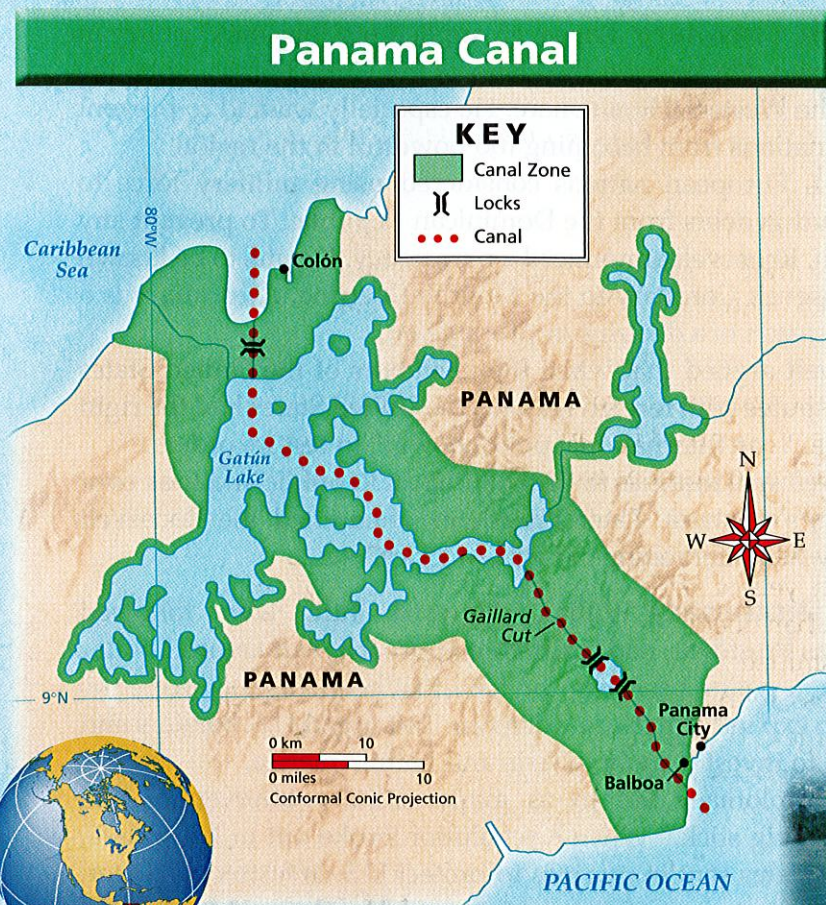 Panama Canal
KEY
Canal Zone
Locks
Canal
80°W
Caribbean
Sea
Colón
PANAMA
Gatún
Lake
N
W
E
S
Gaillard
Cut
PANAMA
9°N
Panama
City
0 km 10
0 miles 10
Conformal Conic Projection
Balboa
PACIFIC OCEAN